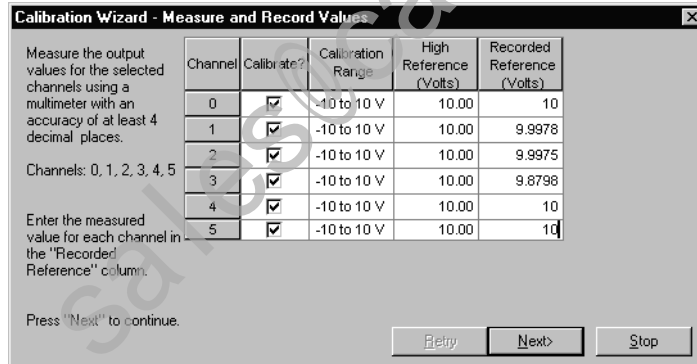 Calibration Wizard - Measure and Record Values
Measure the output
values for the selected
channels using a
multimeter with an
accuracy of at least 4
decimal places.
Channels: 0, 1, 2, 3, 4, 5
Enter the measured
value for each channel in
the "Recorded
Reference" column.
Press "Next" to continue.
Channel Calibrate? Calibration Range High Reference (Volts) Recorded Reference (Volts)
0 -10 to 10 V 10.00 10
1 -10 to 10 V 10.00 9.9978
2 -10 to 10 V 10.00 9.9975
3 -10 to 10 V 10.00 9.8798
4 -10 to 10 V 10.00 10
5 -10 to 10 V 10.00 10
Retry Next> Stop